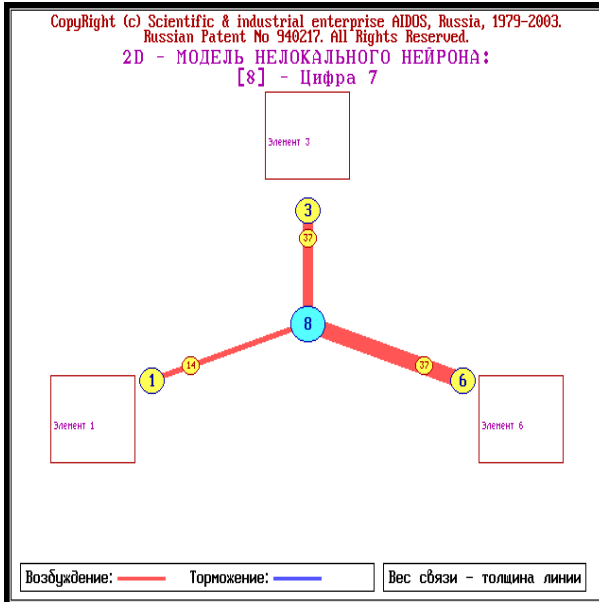 CopyRight (c) Scientific & industrial enterprise AIDOS, Russia, 1979-2003.
Russian Patent No 940217. All Rights Reserved.
2D - МОДЕЛЬ НЕЛОКАЛЬНОГО НЕЙРОНА:
[8] - Цифра 7
Элемент 3
3
37
8
14
37
1
6
Элемент 1
Элемент 6
Возбуждение: Торможение: Вес связи - толщина линии